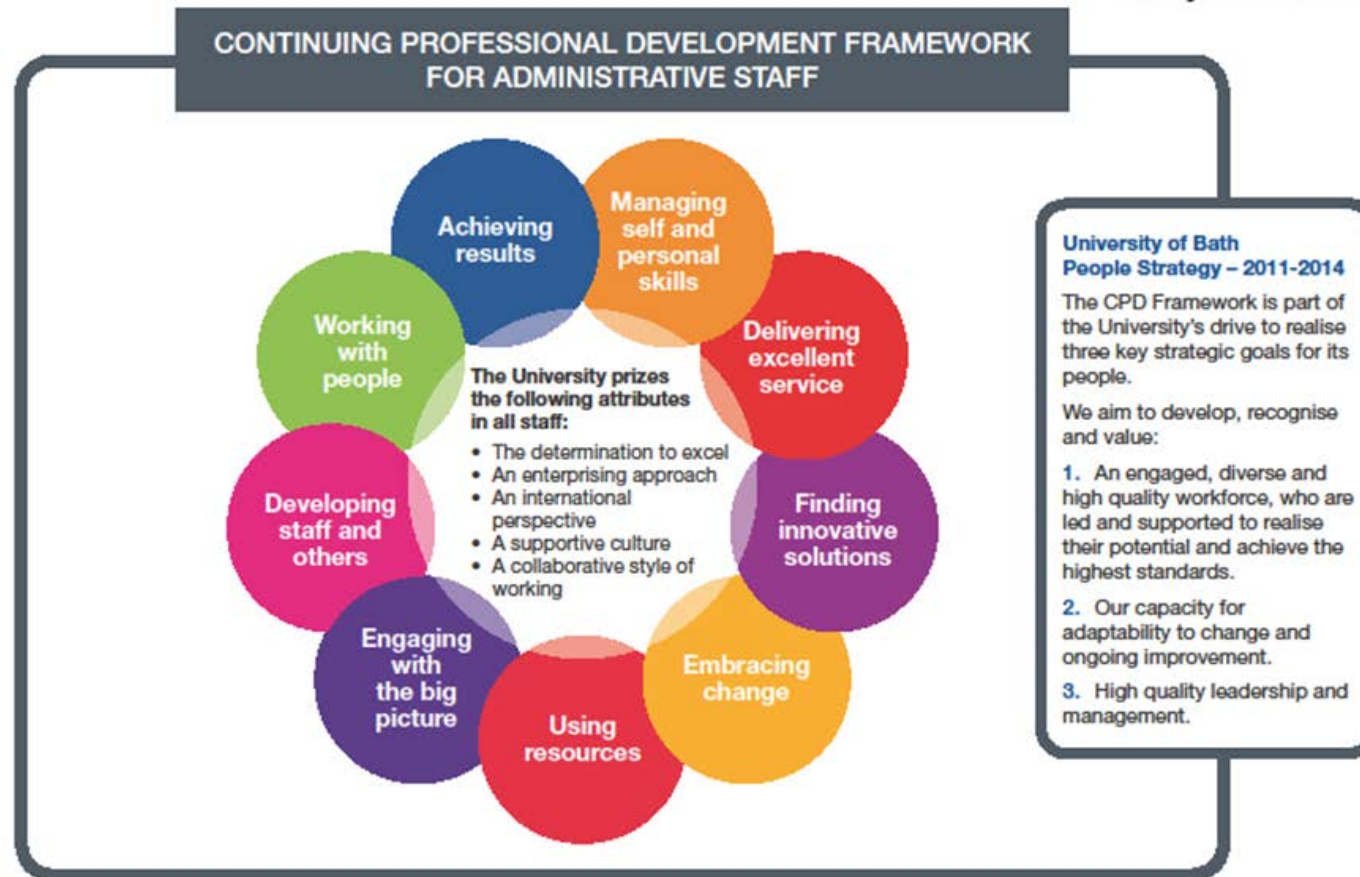 CONTINUING PROFESSIONAL DEVELOPMENT FRAMEWORK
FOR ADMINISTRATIVE STAFF
Achieving
results
Managing
self and
personal
skills
Delivering
excellent
service
Finding
innovative
solutions
Embracing
change
Using
resources
Engaging
with
the big
picture
Developing
staff and
others
Working
with
people
The University prizes
the following attributes
in all staff:
• The determination to excel
• An enterprising approach
• An international
perspective
• A supportive culture
• A collaborative style of
working
University of Bath
People Strategy – 2011-2014
The CPD Framework is part of
the University's drive to realise
three key strategic goals for its
people.
We aim to develop, recognise
and value:
1. An engaged, diverse and
high quality workforce, who are
led and supported to realise
their potential and achieve the
highest standards.
2. Our capacity for
adaptability to change and
ongoing improvement.
3. High quality leadership and
management.